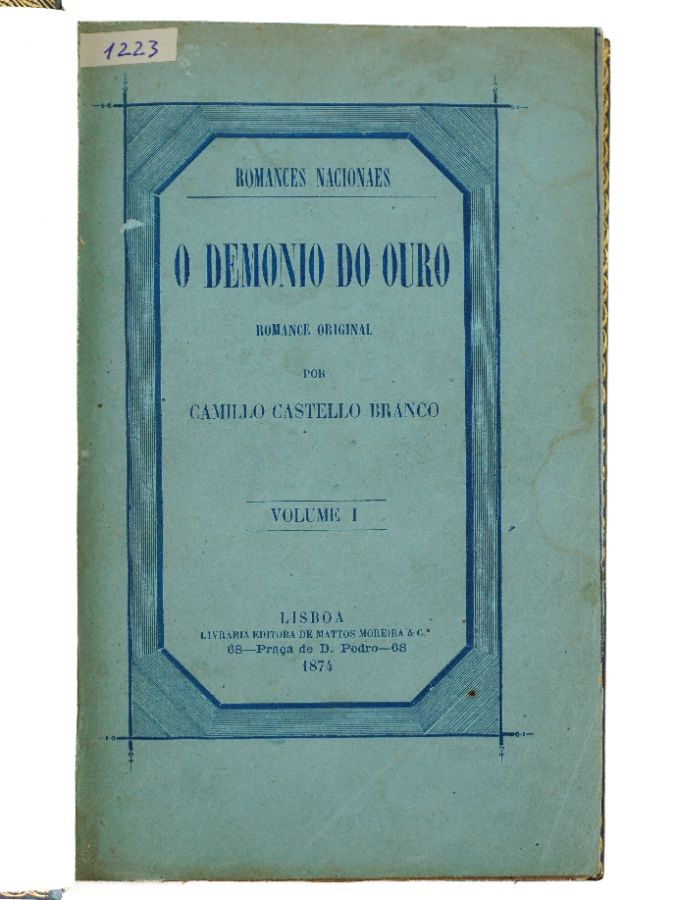 1223
ROMANCES NACIONAES
O DEMONIO DO OURO
ROMANCE ORIGINAL
POR
CAMILLO CASTELLO BRANCO
VOLUME I
LISBOA
LIVRARIA EDITORA DE MATTOS MOREIRA & C.ª
68—Praça de D. Pedro—68
1874